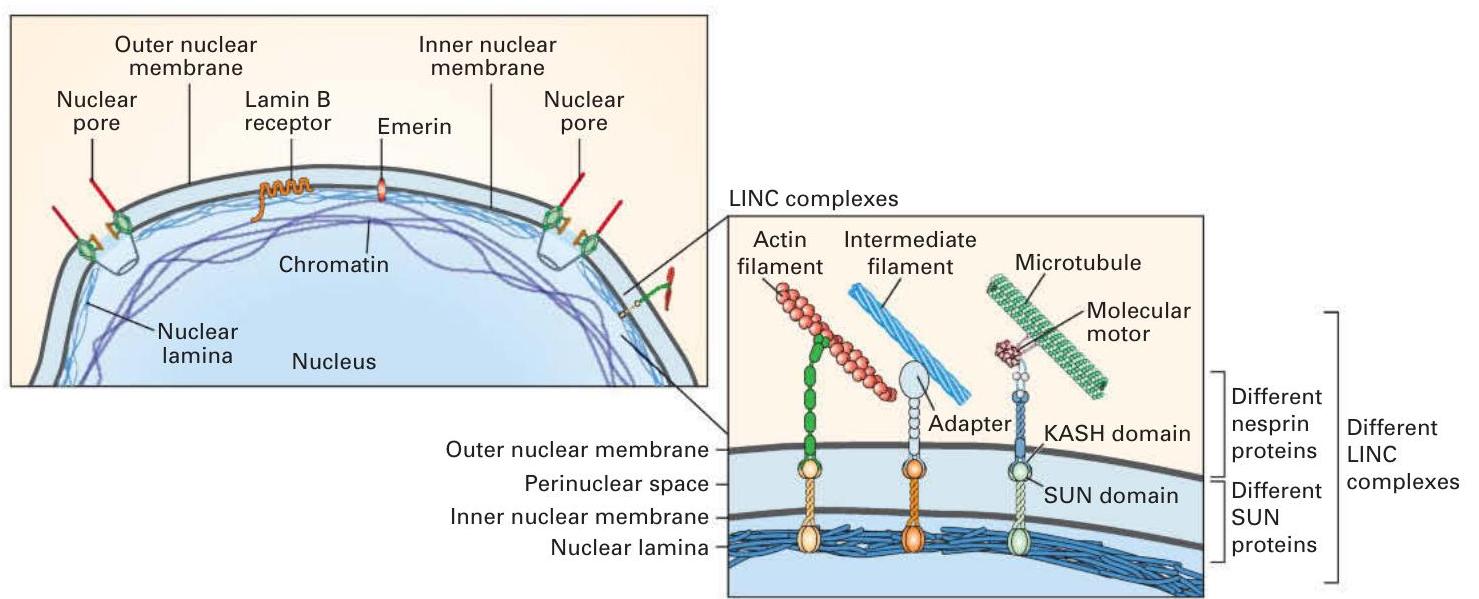 Outer nuclear
membrane
Inner nuclear
membrane
Nuclear
pore
Lamin B
receptor
Emerin
Nuclear
pore
Chromatin
Nuclear
lamina
Nucleus
LINC complexes
Actin
filament
Intermediate
filament
Microtubule
Molecular
motor
Adapter
KASH domain
SUN domain
Outer nuclear membrane
Perinuclear space
Inner nuclear membrane
Nuclear lamina
Different
nesprin
proteins
Different
SUN
proteins
Different
LINC
complexes